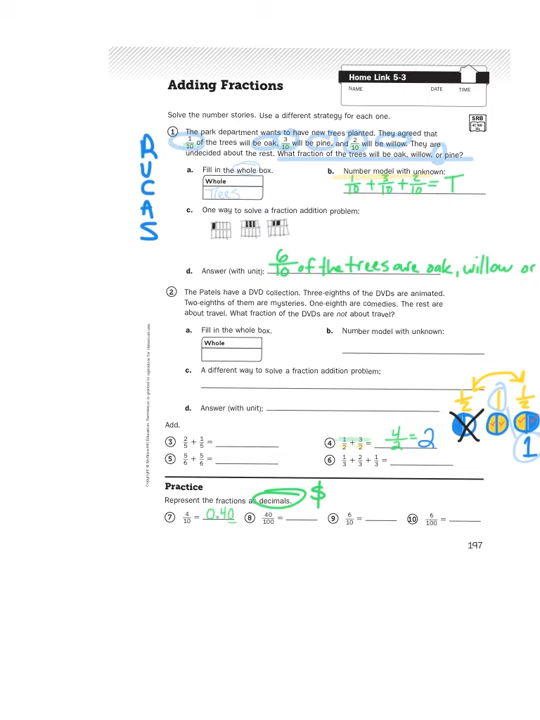 Adding Fractions
Home Link 5-3
NAME DATE TIME
Solve the number stories. Use a different strategy for each one.
SRB
① The park department wants to have new trees planted. They agreed that
1/10 of the trees will be oak, 3/10 will be pine, and 2/10 will be willow. They are
undecided about the rest. What fraction of the trees will be oak, willow, or pine?
RUCAS
a. Fill in the whole box.
Whole
Trees
b. Number model with unknown:
1/10 + 3/10 + 2/10 = T
c. One way to solve a fraction addition problem:
d. Answer (with unit): 6/10 of the trees are oak, willow or
② The Patels have a DVD collection. Three-eighths of the DVDs are animated.
Two-eighths of them are mysteries. One-eighth are comedies. The rest are
about travel. What fraction of the DVDs are not about travel?
a. Fill in the whole box.
Whole
b. Number model with unknown:
c. A different way to solve a fraction addition problem:
d. Answer (with unit):
1/2 1 1/2
1
Add.
③ 2/5 + 1/5 =
④ 1/2 + 3/2 = 4/2 = 2
⑤ 5/6 + 5/6 =
⑥ 1/3 + 2/3 + 1/3 =
Practice
Represent the fractions as decimals. $
⑦ 4/10 = 0.40 ⑧ 40/100 = ⑨ 6/10 = ⑩ 6/100 =
197